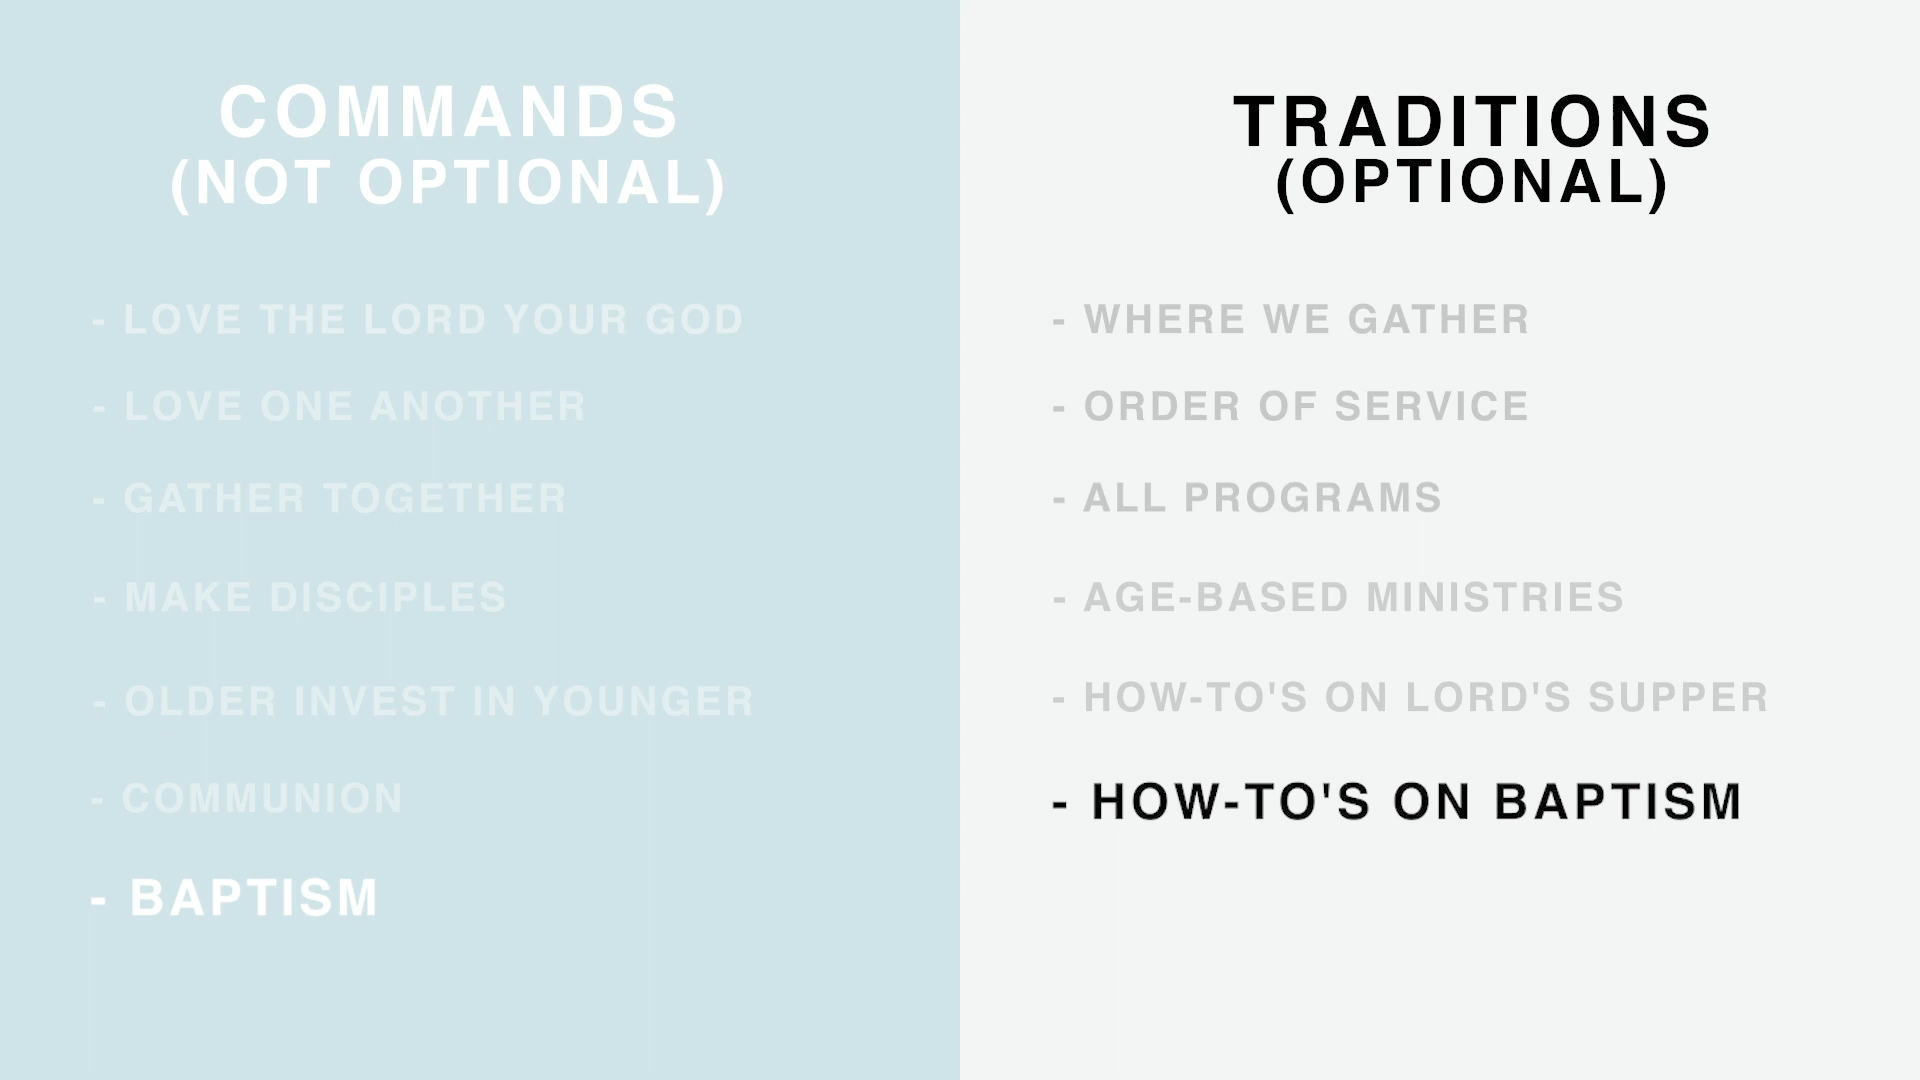 COMMANDS
(NOT OPTIONAL)
- LOVE THE LORD YOUR GOD
- LOVE ONE ANOTHER
- GATHER TOGETHER
- MAKE DISCIPLES
- OLDER INVEST IN YOUNGER
- COMMUNION
- BAPTISM
TRADITIONS
(OPTIONAL)
- WHERE WE GATHER
- ORDER OF SERVICE
- ALL PROGRAMS
- AGE-BASED MINISTRIES
- HOW-TO'S ON LORD'S SUPPER
- HOW-TO'S ON BAPTISM